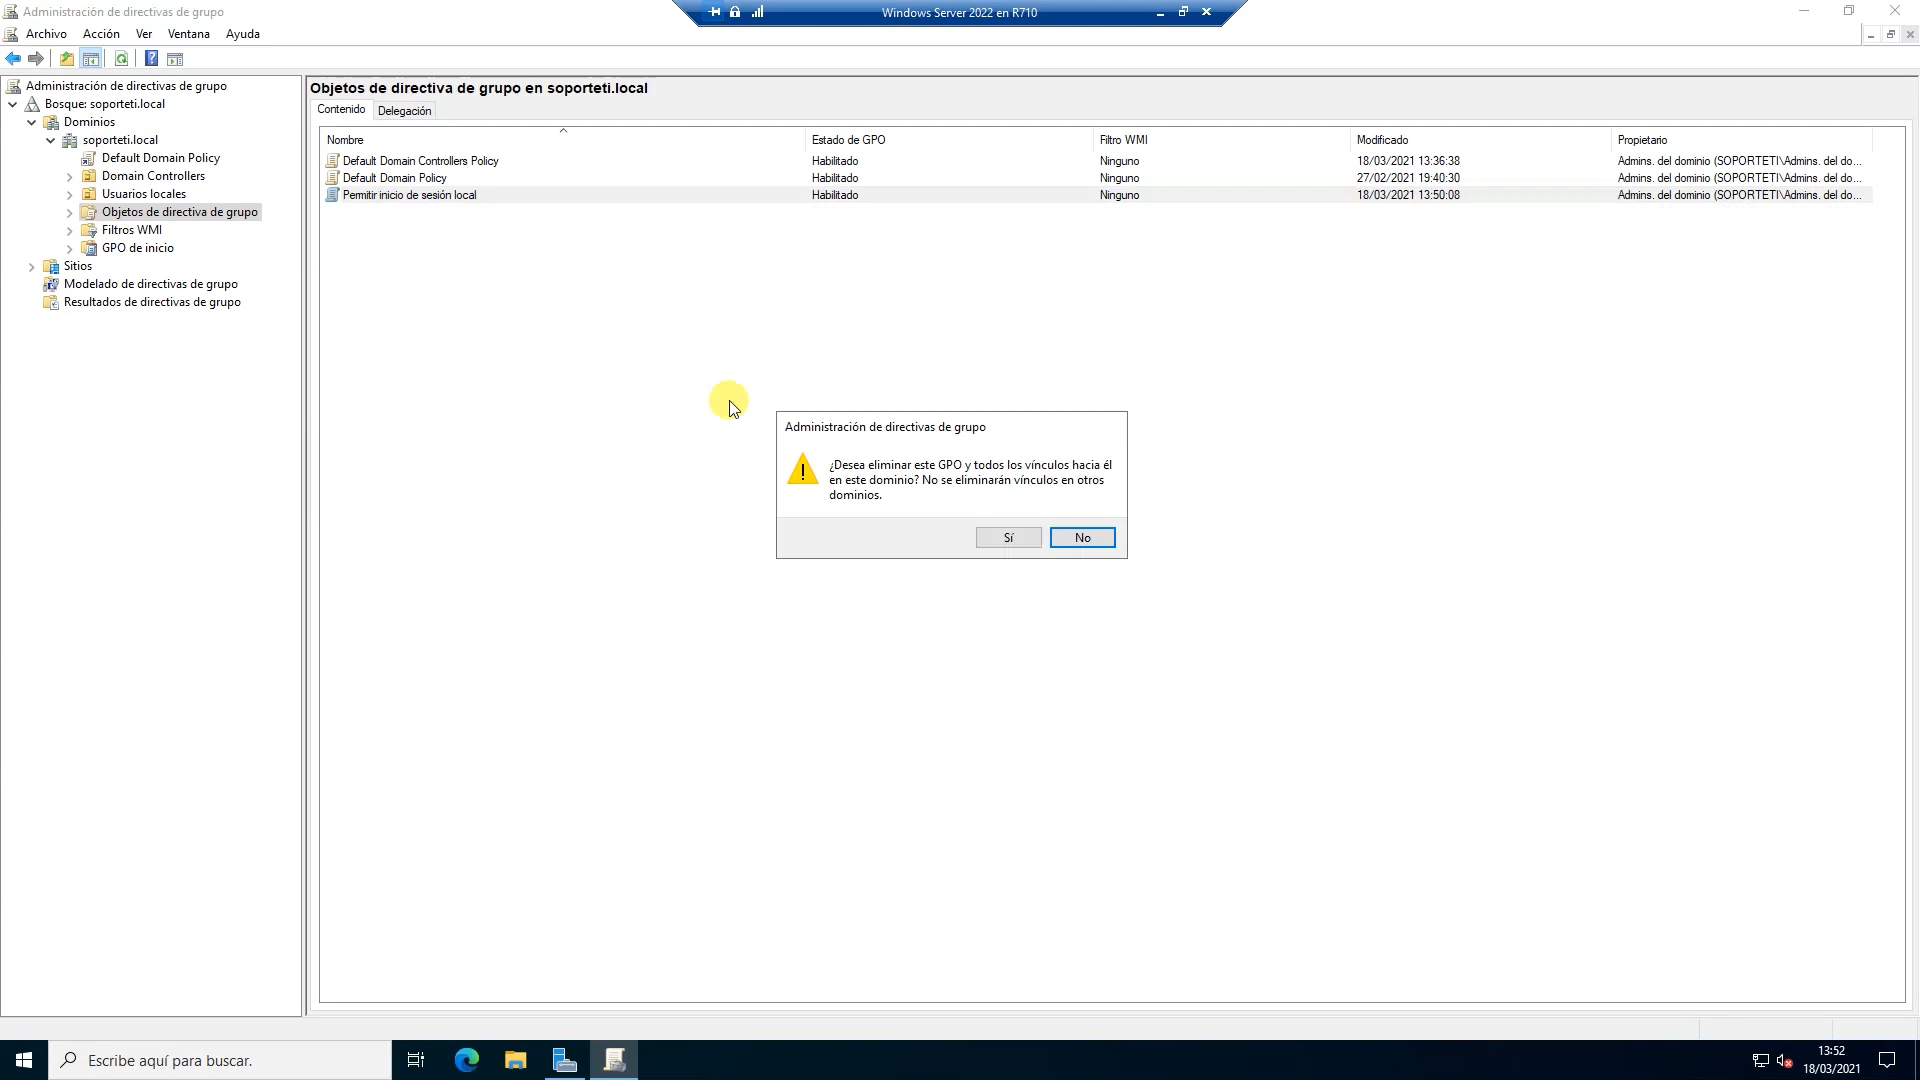 Administración de directivas de grupo
Windows Server 2022 en R710
Archivo Acción Ver Ventana Ayuda
Administración de directivas de grupo
Bosque: soporteti.local
Dominios
soporteti.local
Default Domain Policy
Domain Controllers
Usuarios locales
Objetos de directiva de grupo
Filtros WMI
GPO de inicio
Sitios
Modelado de directivas de grupo
Resultados de directivas de grupo
Objetos de directiva de grupo en soporteti.local
Contenido Delegación
Nombre Estado de GPO Filtro WMI Modificado Propietario
Default Domain Controllers Policy Habilitado Ninguno 18/03/2021 13:36:38 Admins. del dominio (SOPORTETI\Admins. del do...
Default Domain Policy Habilitado Ninguno 27/02/2021 19:40:30 Admins. del dominio (SOPORTETI\Admins. del do...
Permitir inicio de sesión local Habilitado Ninguno 18/03/2021 13:50:08 Admins. del dominio (SOPORTETI\Admins. del do...
Administración de directivas de grupo
¿Desea eliminar este GPO y todos los vínculos hacia él
en este dominio? No se eliminarán vínculos en otros
dominios.
Sí No
Escribe aquí para buscar.
13:52
18/03/2021